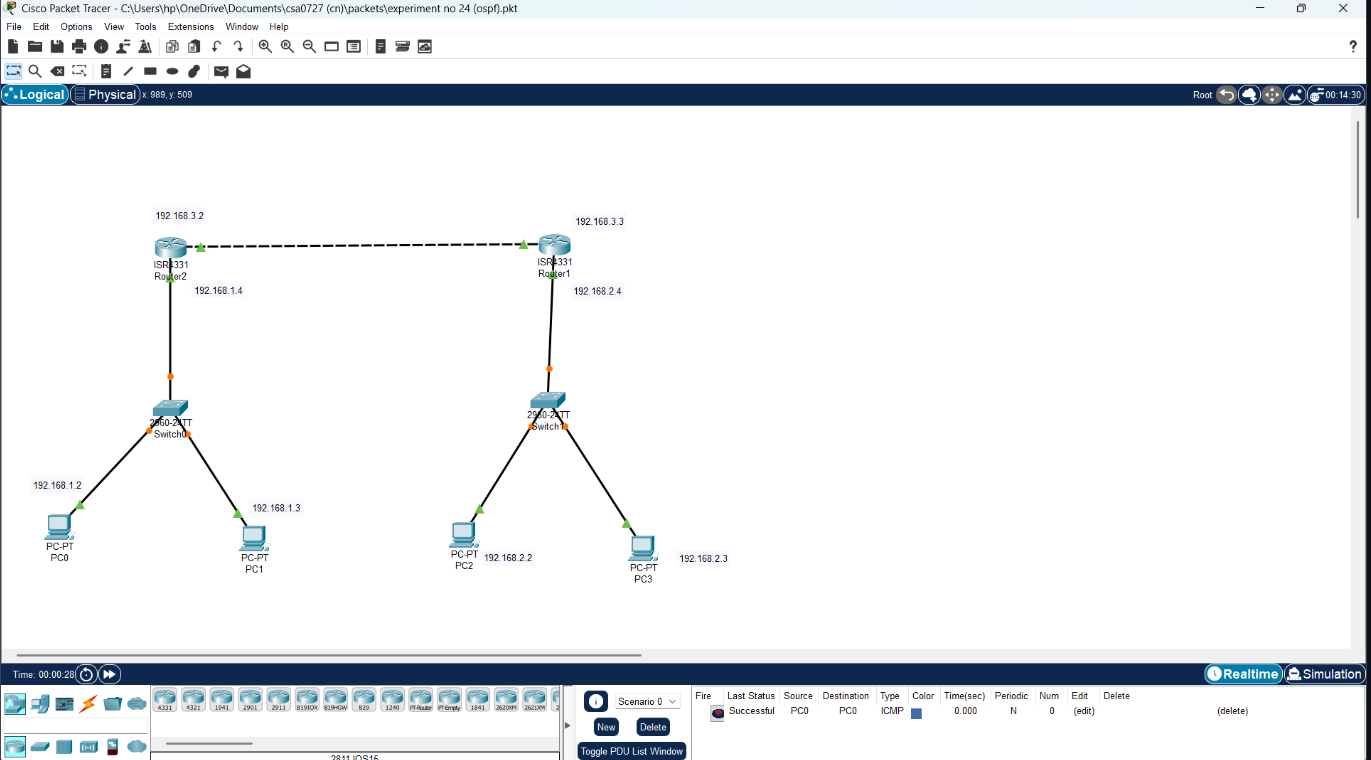 Cisco Packet Tracer - C:\Users\hp\OneDrive\Documents\csa0727 (cn)\packets\experiment no 24 (ospf).pkt
File Edit Options View Tools Extensions Window Help
?
Logical Physical x: 989, y: 509 Root 00:14:30
192.168.3.2
192.168.3.3
ISR4331
Router2
ISR4331
Router1
192.168.1.4
192.168.2.4
2960-24TT
Switch0
2960-24TT
Switch1
192.168.1.2
192.168.1.3
PC-PT
PC0
PC-PT
PC1
PC-PT
PC2
192.168.2.2
PC-PT
PC3
192.168.2.3
Time: 00:00:28 Realtime Simulation
4331 4321 1941 2901 2911 819IOX 819HGW 829 1240 PT-Router PT-Empty 1841 2620XM 2621XM 2
2811 IOS15
Scenario 0
New Delete
Toggle PDU List Window
Fire Last Status Source Destination Type Color Time(sec) Periodic Num Edit Delete
Successful PC0 PC0 ICMP 0.000 N 0 (edit) (delete)